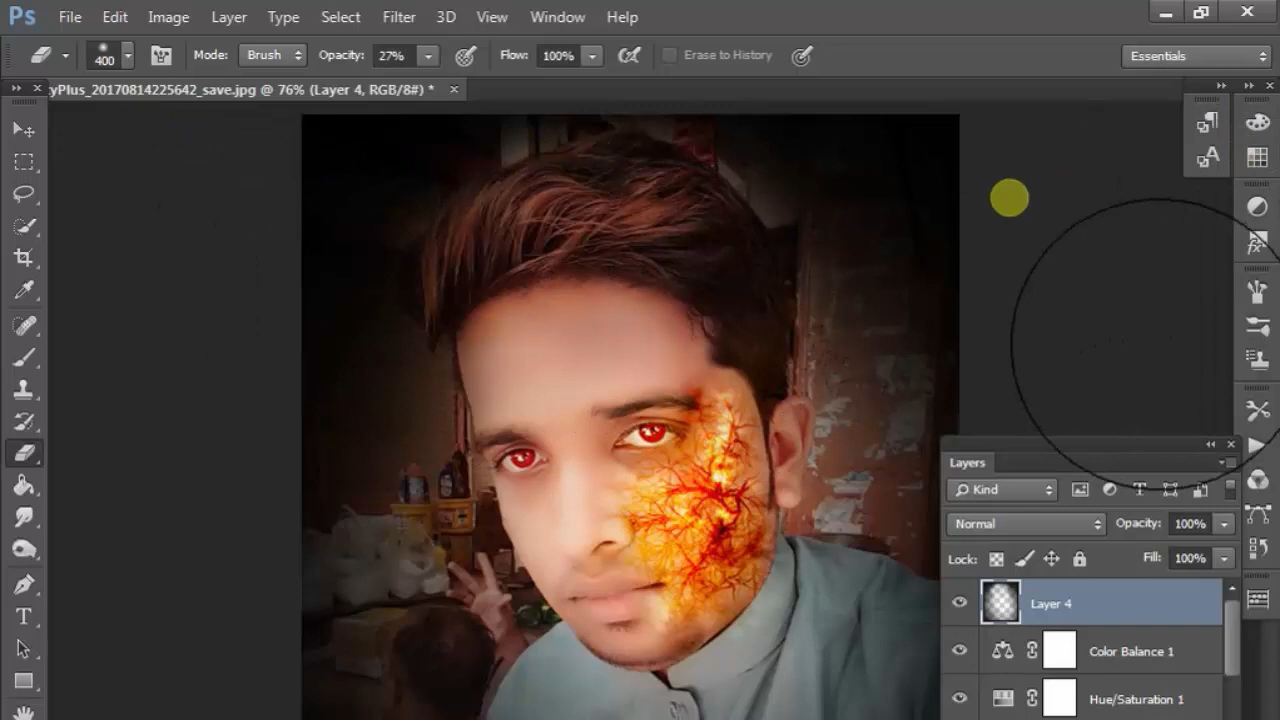 Ps File Edit Image Layer Type Select Filter 3D View Window Help
400 Mode: Brush Opacity: 27% Flow: 100% Erase to History Essentials
tyPlus_20170814225642_save.jpg @ 76% (Layer 4, RGB/8#) *
Layers
Kind
Normal Opacity: 100%
Lock: Fill: 100%
Layer 4
Color Balance 1
Hue/Saturation 1